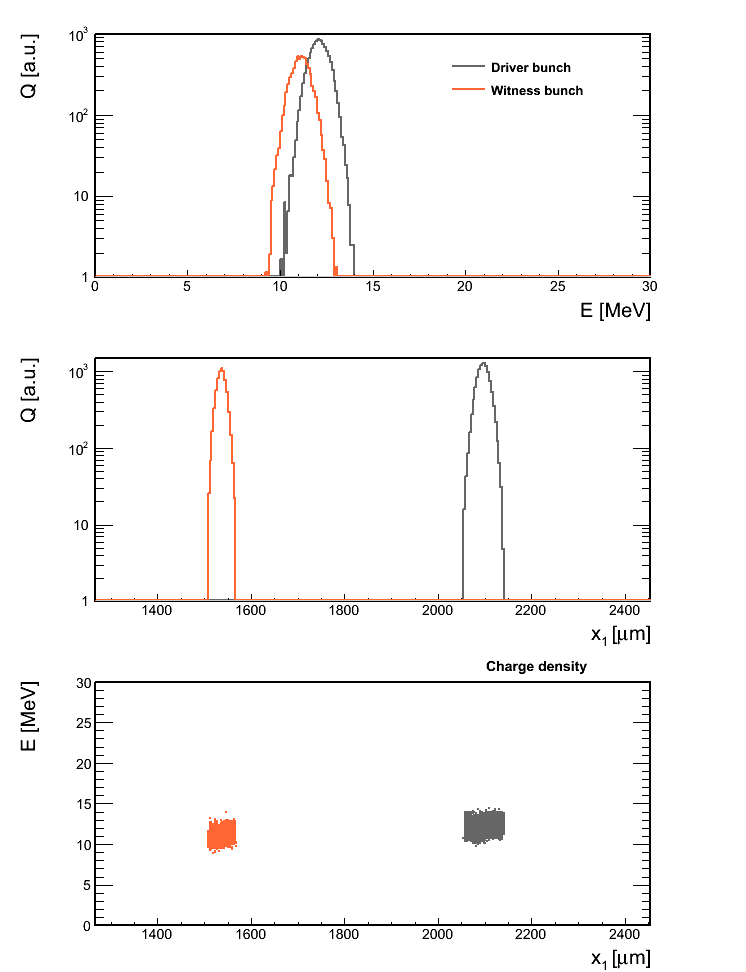 Q [a.u.]
10³
10²
10
1
Driver bunch
Witness bunch
0 5 10 15 20 25 30
E [MeV]
Q [a.u.]
10³
10²
10
1
1400 1600 1800 2000 2200 2400
x₁ [μm]
Charge density
E [MeV]
30
25
20
15
10
5
0
1400 1600 1800 2000 2200 2400
x₁ [μm]